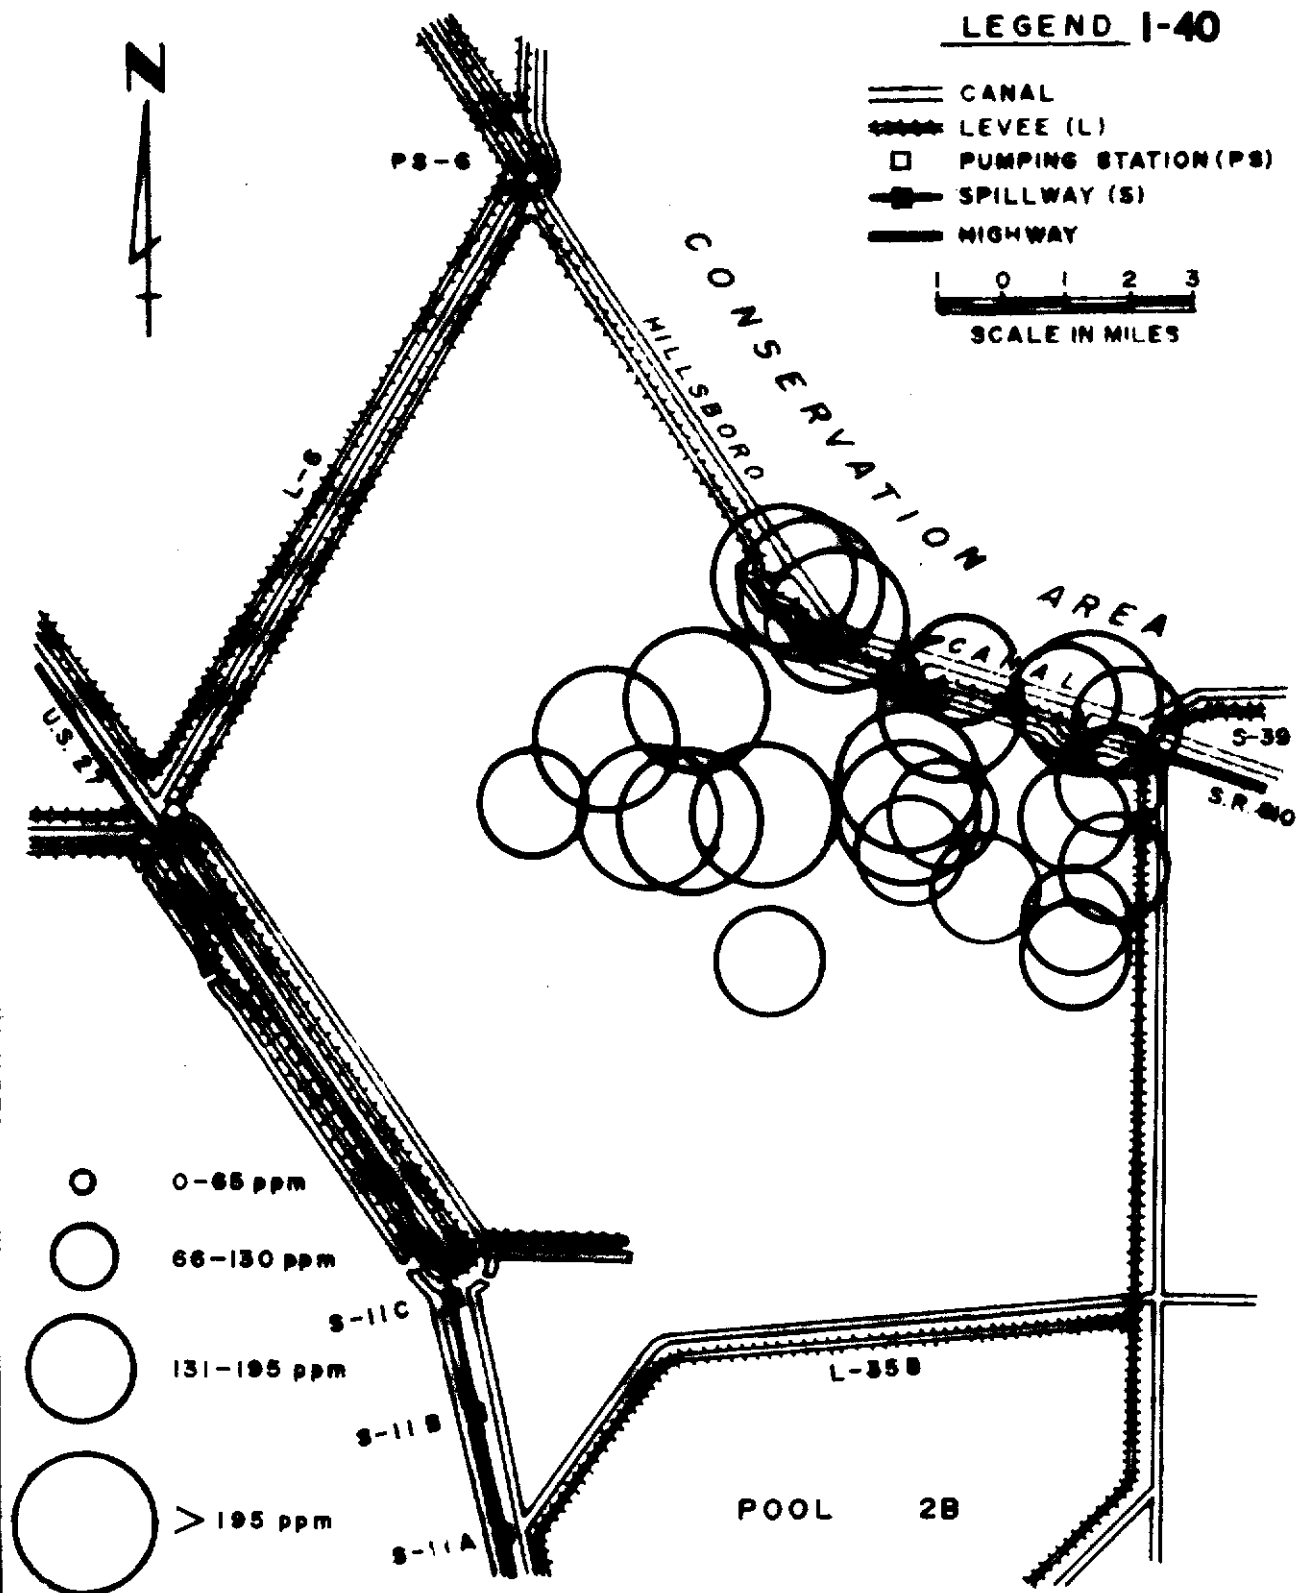 LEGEND I-40
N
CANAL
LEVEE (L)
PUMPING STATION (PS)
SPILLWAY (S)
HIGHWAY
1 0 1 2 3
SCALE IN MILES
PS-6
CONSERVATION AREA
HILLSBORO CANAL
L-6
U.S. 27
S-39
S.R. 810
0-65 ppm
66-130 ppm
131-195 ppm
> 195 ppm
S-11C
S-11B
S-11A
L-35B
POOL 2B